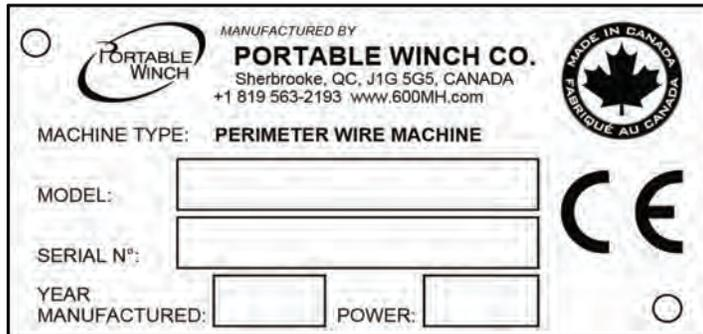 PORTABLE
WINCH
MANUFACTURED BY
PORTABLE WINCH CO.
Sherbrooke, QC, J1G 5G5, CANADA
+1 819 563-2193 www.600MH.com
MADE IN CANADA
FABRIQUÉ AU CANADA
MACHINE TYPE: PERIMETER WIRE MACHINE
MODEL:
CE
SERIAL N°:
YEAR
MANUFACTURED:
POWER: